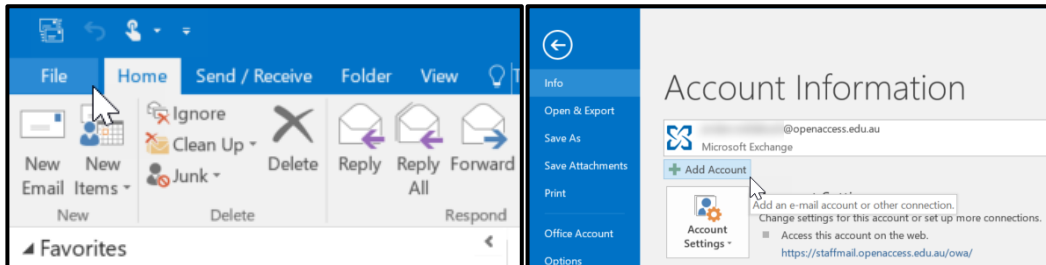 File Home Send / Receive Folder View T
Ignore
Clean Up
Junk
New Email
New Items
Delete
Reply
Reply All
Forward
New Delete Respond
Favorites
Info
Open & Export
Save As
Save Attachments
Print
Office Account
Options
Account Information
@openaccess.edu.au
Microsoft Exchange
Add Account
Add an e-mail account or other connection.
Account Settings
Change settings for this account or set up more connections.
Access this account on the web.
https://staffmail.openaccess.edu.au/owa/